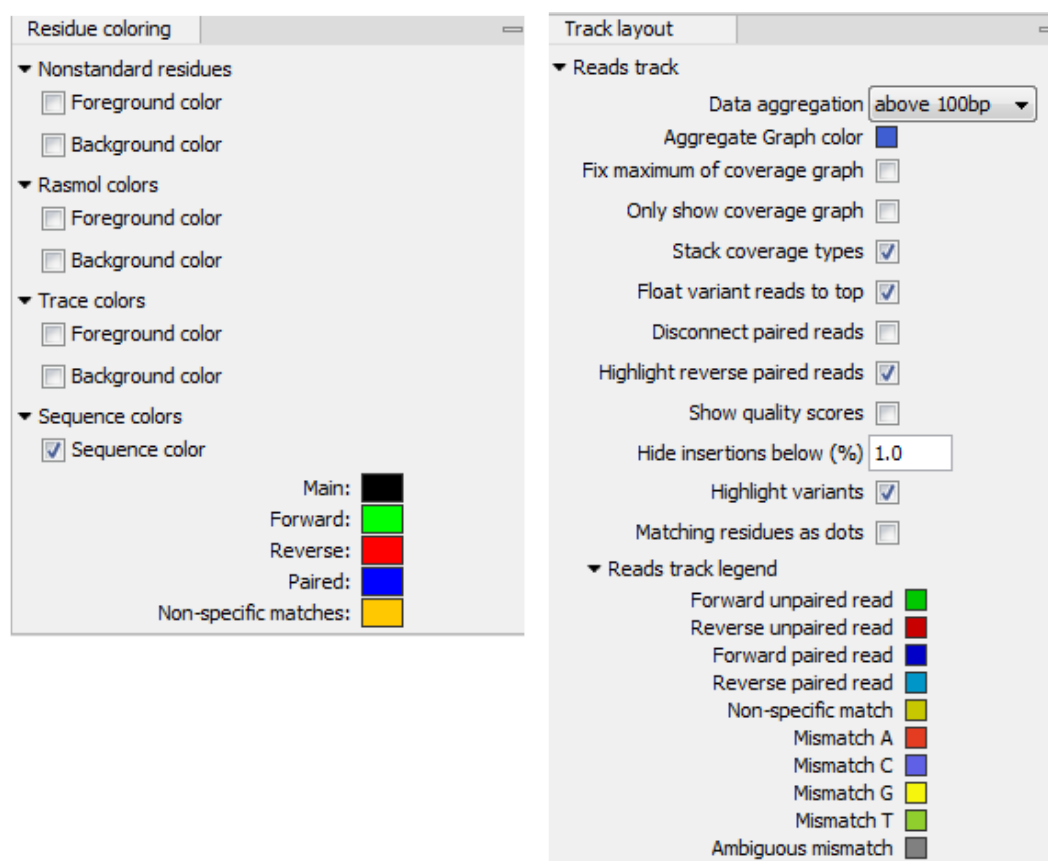 Residue coloring
Nonstandard residues
Foreground color
Background color
Rasmol colors
Foreground color
Background color
Trace colors
Foreground color
Background color
Sequence colors
Sequence color
Main:
Forward:
Reverse:
Paired:
Non-specific matches:
Track layout
Reads track
Data aggregation above 100bp
Aggregate Graph color
Fix maximum of coverage graph
Only show coverage graph
Stack coverage types
Float variant reads to top
Disconnect paired reads
Highlight reverse paired reads
Show quality scores
Hide insertions below (%) 1.0
Highlight variants
Matching residues as dots
Reads track legend
Forward unpaired read
Reverse unpaired read
Forward paired read
Reverse paired read
Non-specific match
Mismatch A
Mismatch C
Mismatch G
Mismatch T
Ambiguous mismatch